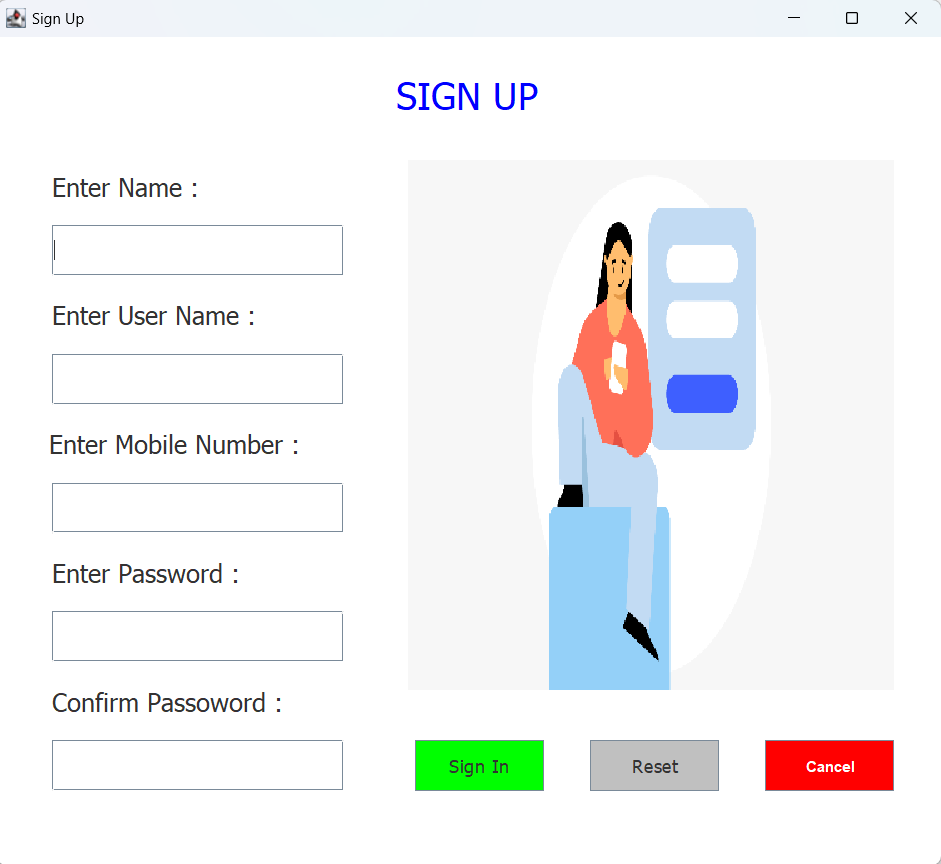 Sign Up
SIGN UP
Enter Name :
Enter User Name :
Enter Mobile Number :
Enter Password :
Confirm Passoword :
Sign In
Reset
Cancel